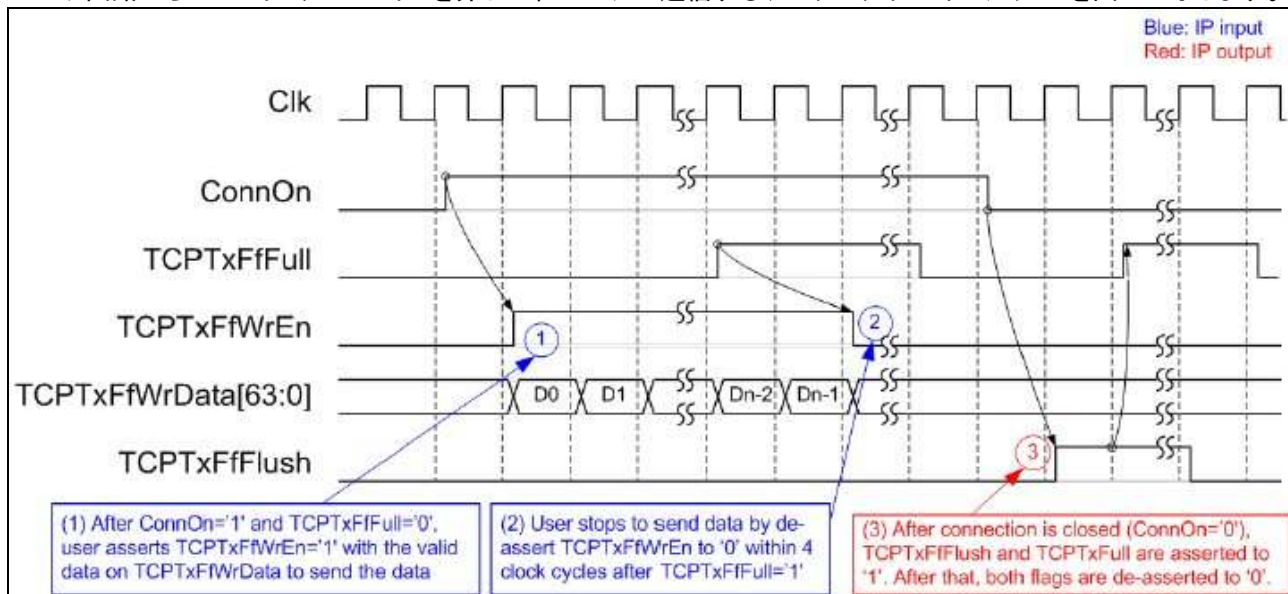 Blue: IP input
Red: IP output
Clk
ConnOn
TCPTxFfFull
TCPTxFfWrEn
TCPTxFfWrData[63:0]
D0
D1
Dn-2
Dn-1
TCPTxFfFlush
1
2
3
(1) After ConnOn='1' and TCPTxFfFull='0',
user asserts TCPTxFfWrEn='1' with the valid
data on TCPTxFfWrData to send the data
(2) User stops to send data by de-
assert TCPTxFfWrEn to '0' within 4
clock cycles after TCPTxFfFull='1'
(3) After connection is closed (ConnOn='0'),
TCPTxFfFlush and TCPTxFull are asserted to
'1'. After that, both flags are de-asserted to '0'.